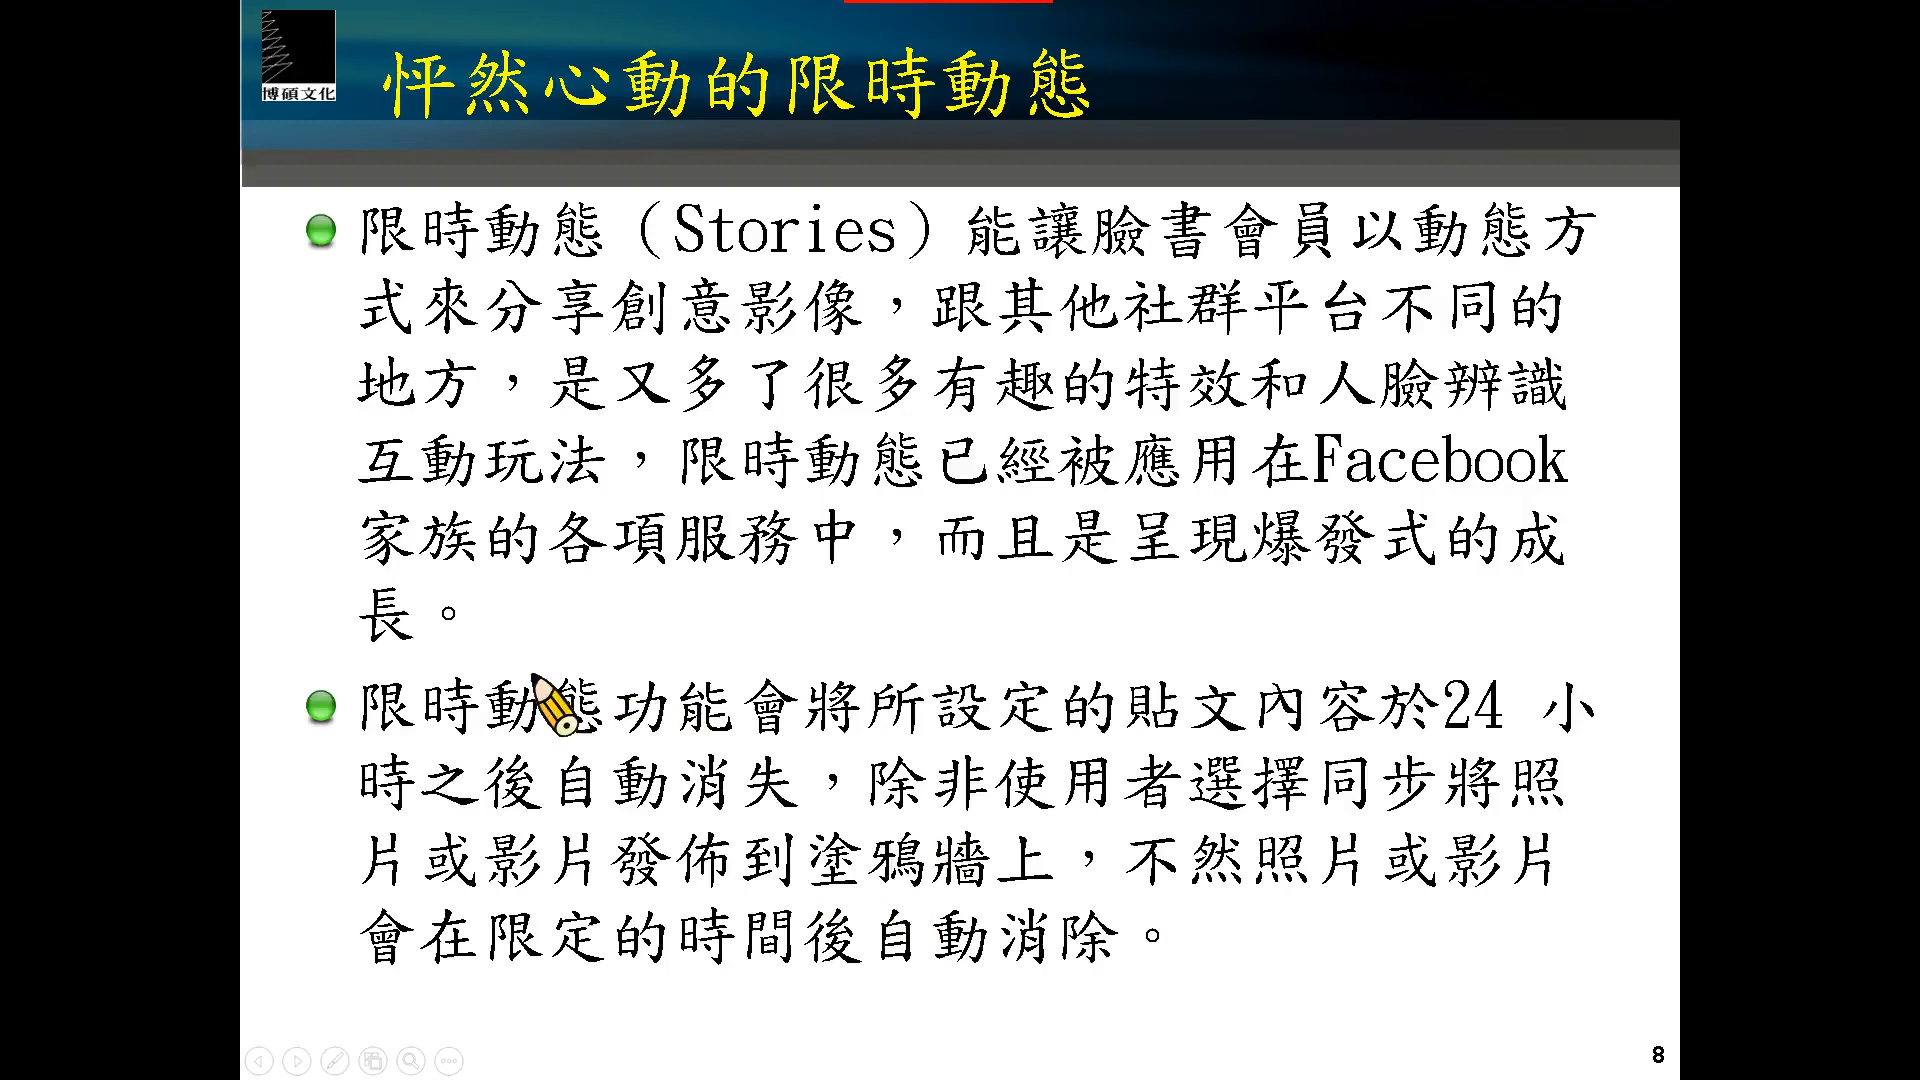 博碩文化
怦然心動的限時動態
限時動態（Stories）能讓臉書會員以動態方
式來分享創意影像，跟其他社群平台不同的
地方，是又多了很多有趣的特效和人臉辨識
互動玩法，限時動態已經被應用在Facebook
家族的各項服務中，而且是呈現爆發式的成
長。
限時動態功能會將所設定的貼文內容於24 小
時之後自動消失，除非使用者選擇同步將照
片或影片發佈到塗鴉牆上，不然照片或影片
會在限定的時間後自動消除。
8